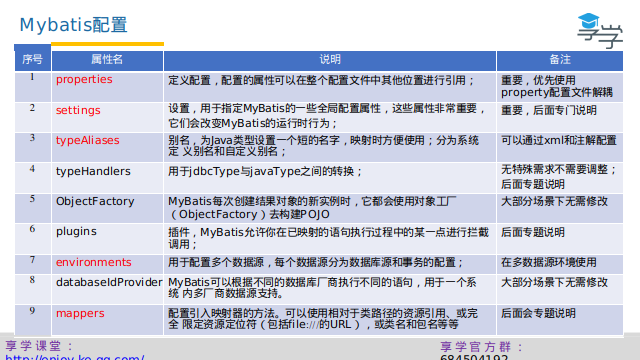 Mybatis配置
享学
序号 属性名 说明 备注
1 properties 定义配置，配置的属性可以在整个配置文件中其他位置进行引用； 重要，优先使用
property配置文件解耦
2 settings 设置，用于指定MyBatis的一些全局配置属性，这些属性非常重要，
它们会改变MyBatis的运行时行为； 重要，后面专门说明
3 typeAliases 别名，为Java类型设置一个短的名字，映射时方便使用；分为系统
定 义别名和自定义别名； 可以通过xml和注解配置
4 typeHandlers 用于jdbcType与javaType之间的转换； 无特殊需求不需要调整；
后面专题说明
5 ObjectFactory MyBatis每次创建结果对象的新实例时，它都会使用对象工厂
（ObjectFactory）去构建POJO 大部分场景下无需修改
6 plugins 插件，MyBatis允许你在已映射的语句执行过程中的某一点进行拦截
调用； 后面专题说明
7 environments 用于配置多个数据源，每个数据源分为数据库源和事务的配置； 在多数据源环境使用
8 databaseIdProvider MyBatis可以根据不同的数据库厂商执行不同的语句，用于一个系
统 内多厂商数据源支持。 大部分场景下无需修改
9 mappers 配置引入映射器的方法。可以使用相对于类路径的资源引用、或完
全 限定资源定位符（包括file:///的URL），或类名和包名等等 后面会专题说明
享学课堂：
享学官方群：
http://enjoy.ke.qq.com/
684504192